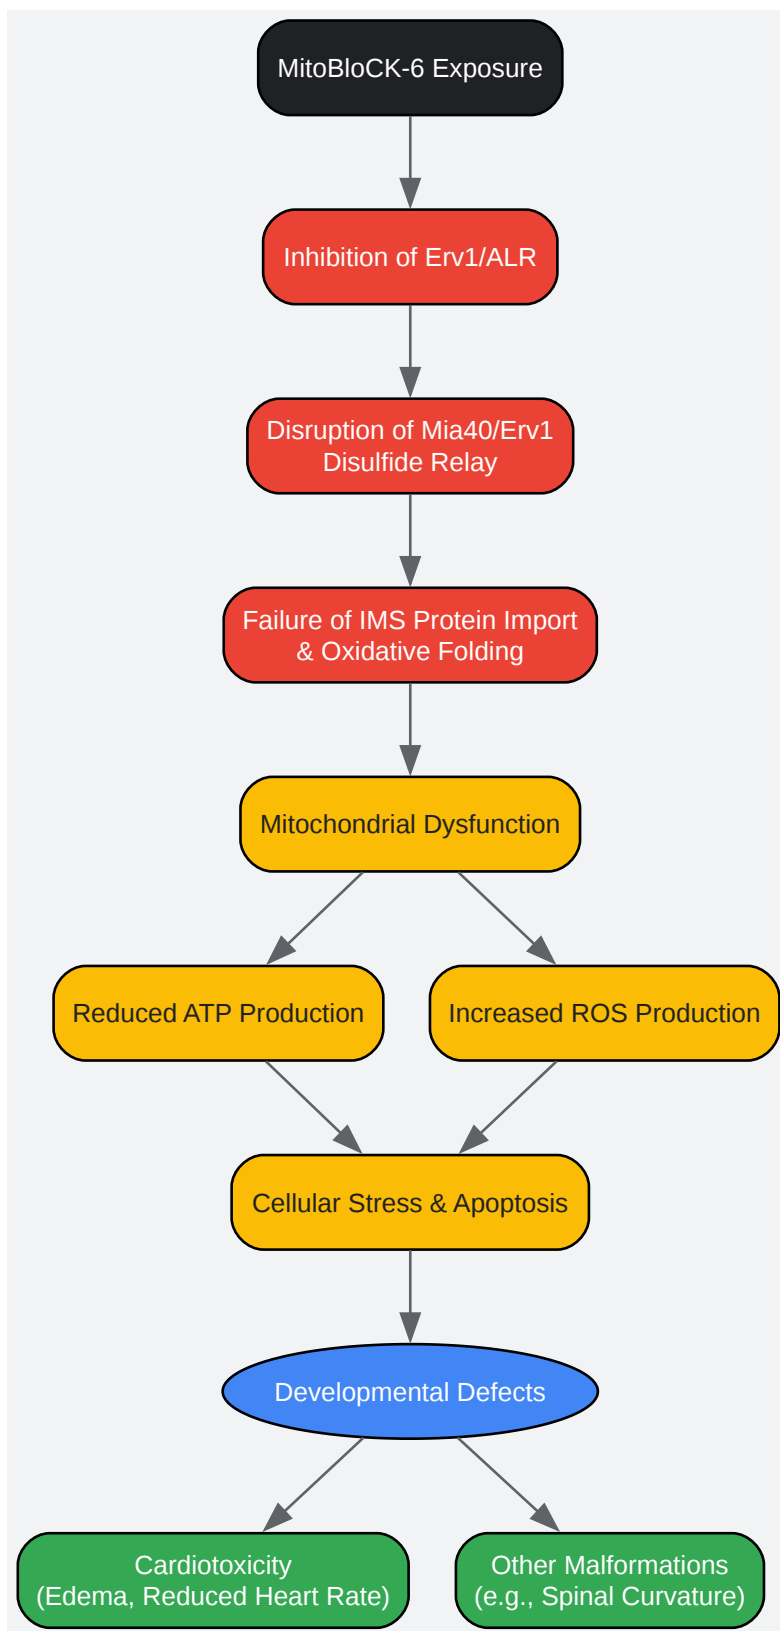 MitoBloCK-6 Exposure
Inhibition of Erv1/ALR
Disruption of Mia40/Erv1
Disulfide Relay
Failure of IMS Protein Import
& Oxidative Folding
Mitochondrial Dysfunction
Reduced ATP Production
Increased ROS Production
Cellular Stress & Apoptosis
Developmental Defects
Cardiotoxicity
(Edema, Reduced Heart Rate)
Other Malformations
(e.g., Spinal Curvature)